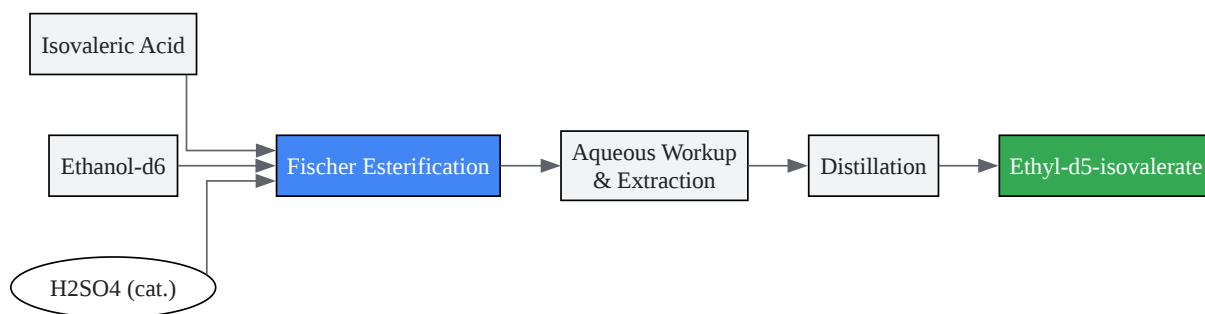 Isovaleric Acid
Ethanol-d6
H2SO4 (cat.)
Fischer Esterification
Aqueous Workup
& Extraction
Distillation
Ethyl-d5-isovalerate